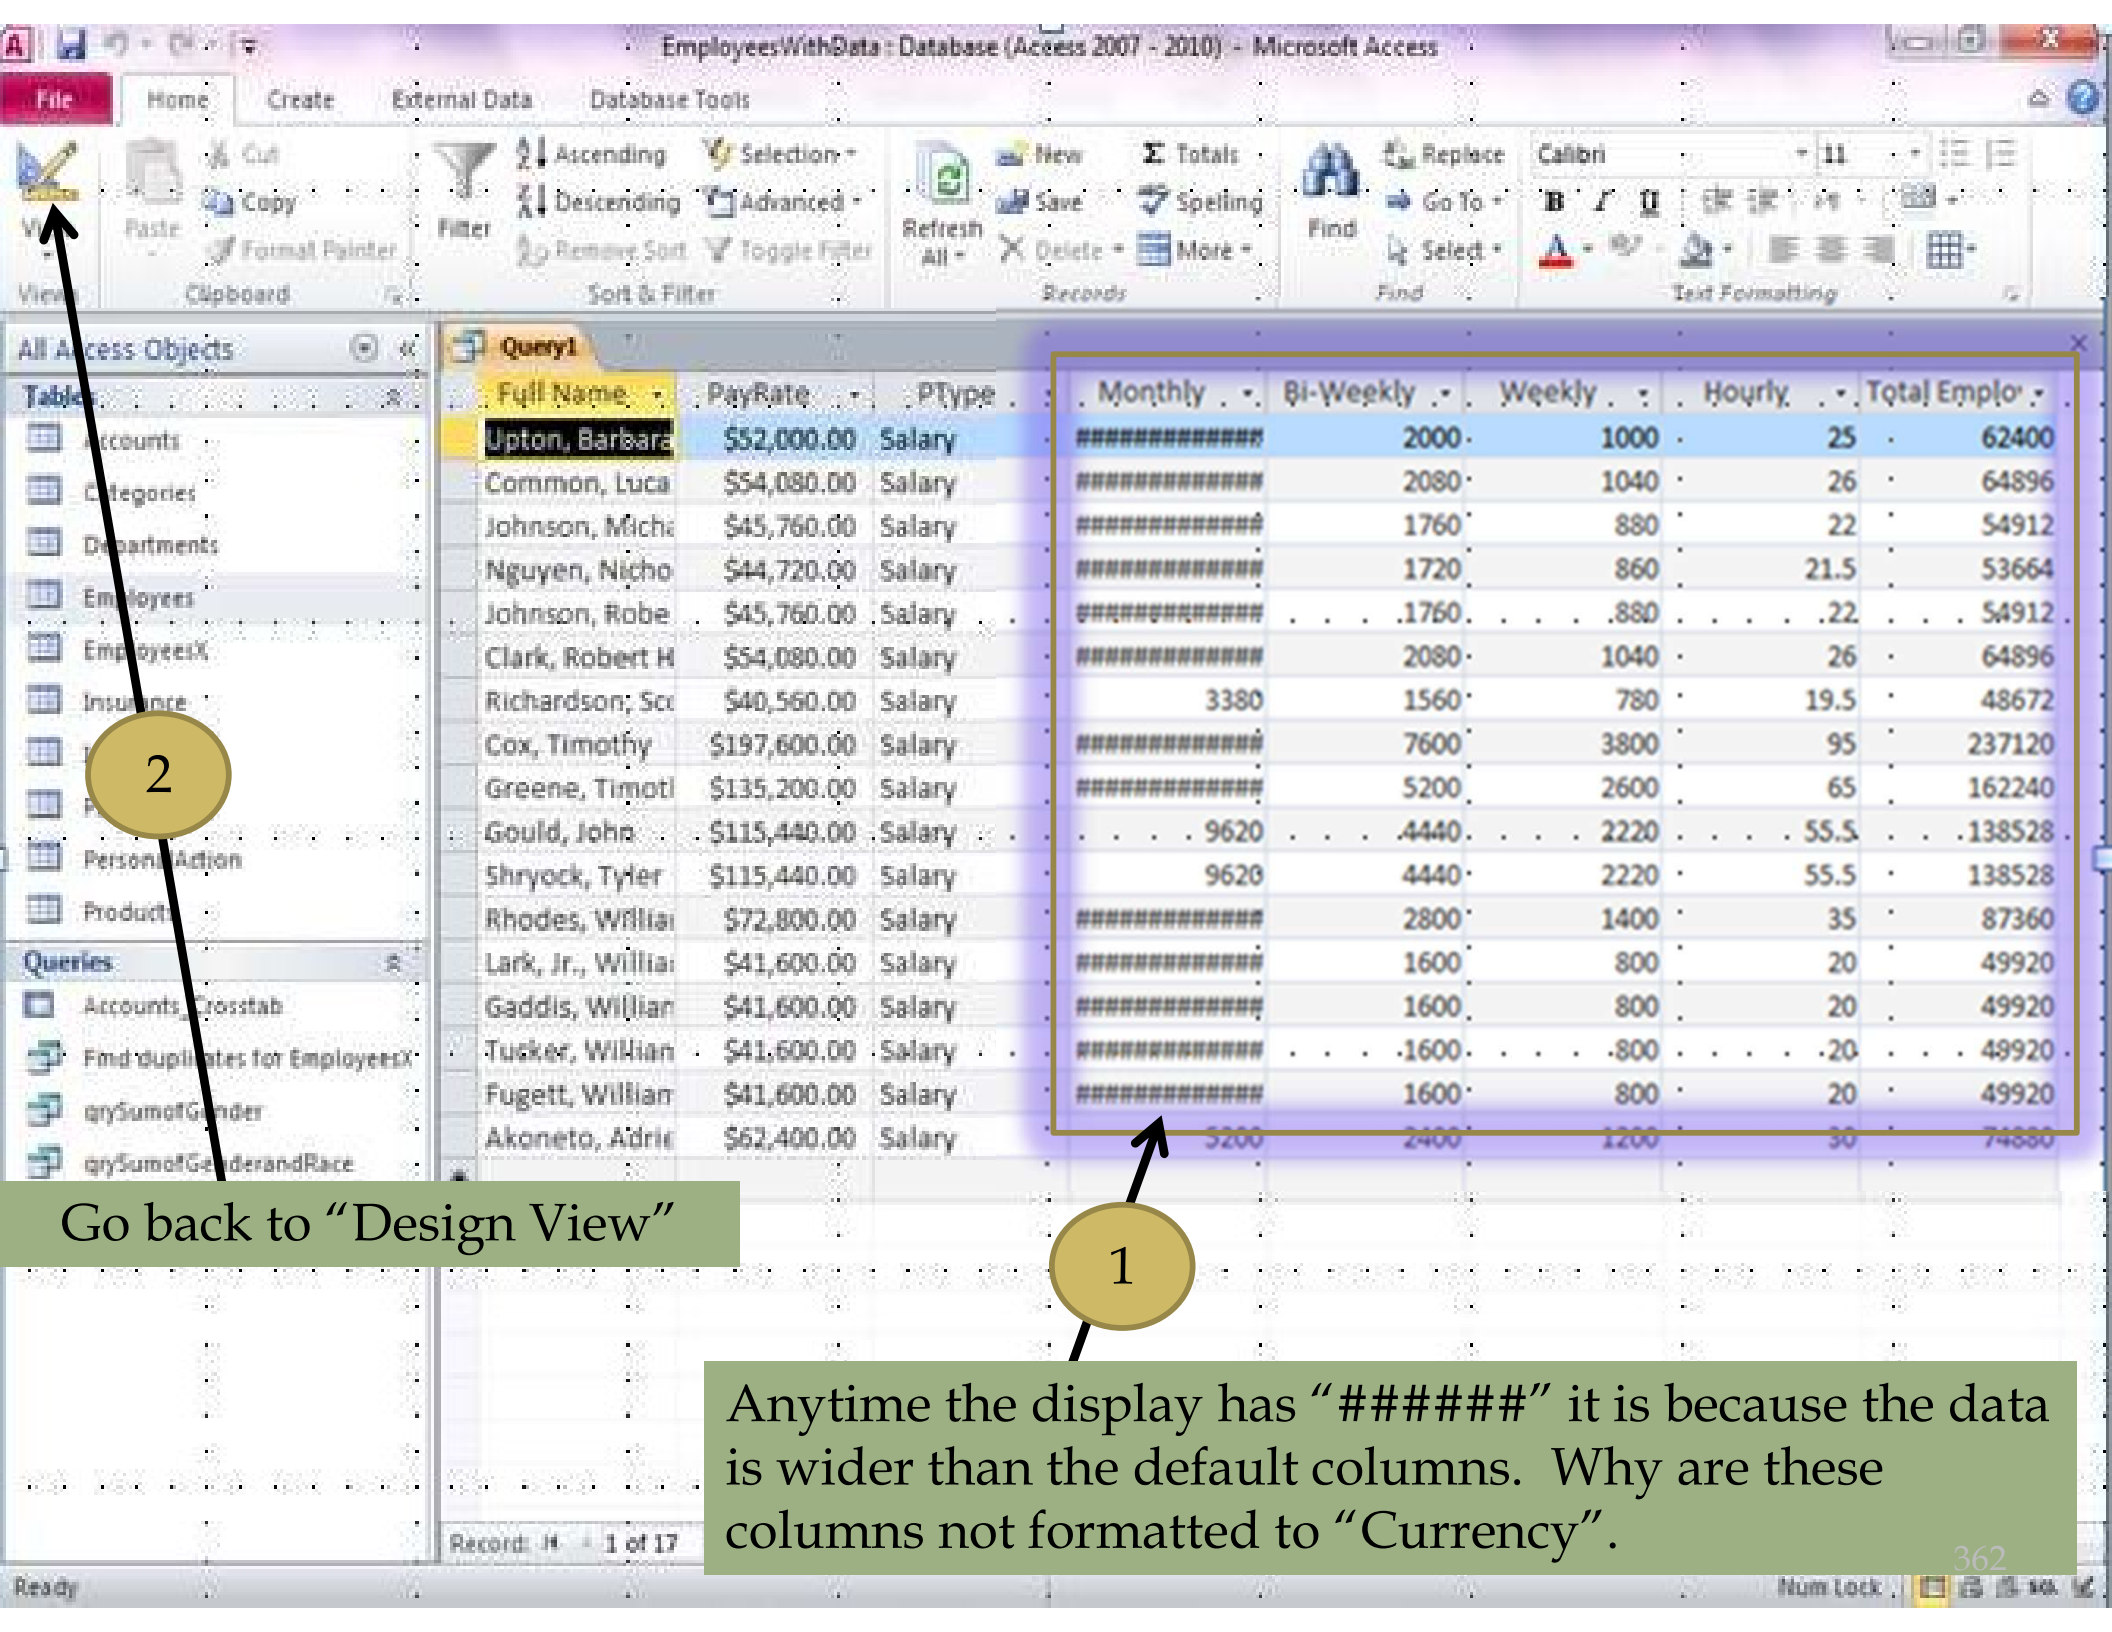 EmployeesWithData : Database (Access 2007 - 2010) - Microsoft Access
File Home Create External Data Database Tools
Cut
Copy
Format Painter
Paste
Clipboard
Views
Filter
Ascending
Descending
Remove Sort
Selection
Advanced
Toggle Filter
Sort & Filter
Refresh
All
New
Save
Delete
Totals
Spelling
More
Records
Find
Replace
Go To
Select
Find
Calibri 11
B I U
A
Text Formatting
All Access Objects
Tables
Accounts
Categories
Departments
Employees
EmployeesX
Insurance
Products
Queries
Accounts_Crosstab
Find duplicates for EmployeesX
qrySumofGender
qrySumofGenderandRace
Query1
Full Name PayRate PType Monthly Bi-Weekly Weekly Hourly Total Employ
Upton, Barbara $52,000.00 Salary ############# 2000 1000 25 62400
Common, Luca $54,080.00 Salary ############# 2080 1040 26 64896
Johnson, Micha $45,760.00 Salary ############# 1760 880 22 54912
Nguyen, Nicho $44,720.00 Salary ############# 1720 860 21.5 53664
Johnson, Robe $45,760.00 Salary ############# 1760 880 22 54912
Clark, Robert H $54,080.00 Salary ############# 2080 1040 26 64896
Richardson, Sco $40,560.00 Salary 3380 1560 780 19.5 48672
Cox, Timothy $197,600.00 Salary ############# 7600 3800 95 237120
Greene, Timotl $135,200.00 Salary ############# 5200 2600 65 162240
Gould, John $115,440.00 Salary 9620 4440 2220 55.5 138528
Shryock, Tyler $115,440.00 Salary 9620 4440 2220 55.5 138528
Rhodes, Willia $72,800.00 Salary ############# 2800 1400 35 87360
Lark, Jr., Willia $41,600.00 Salary ############# 1600 800 20 49920
Gaddis, William $41,600.00 Salary ############# 1600 800 20 49920
Tucker, William $41,600.00 Salary ############# 1600 800 20 49920
Fugett, William $41,600.00 Salary ############# 1600 800 20 49920
Akoneto, Adrie $62,400.00 Salary 5200 2400 1200 30 74880
2
Go back to “Design View”
1
Anytime the display has “######” it is because the data
is wider than the default columns.  Why are these
columns not formatted to “Currency”.
Record: 1 of 17
362
Ready
Num Lock
SQL